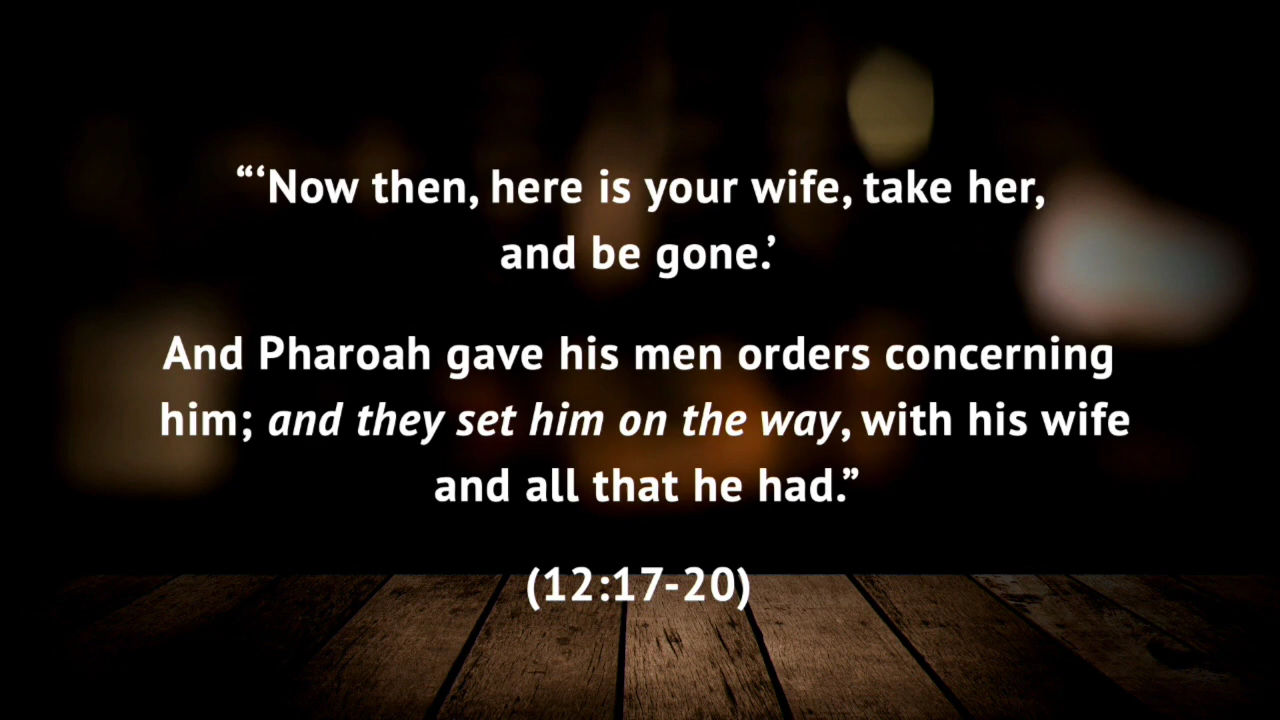 “‘Now then, here is your wife, take her,
and be gone.’
And Pharoah gave his men orders concerning
him; and they set him on the way, with his wife
and all that he had.”
(12:17-20)